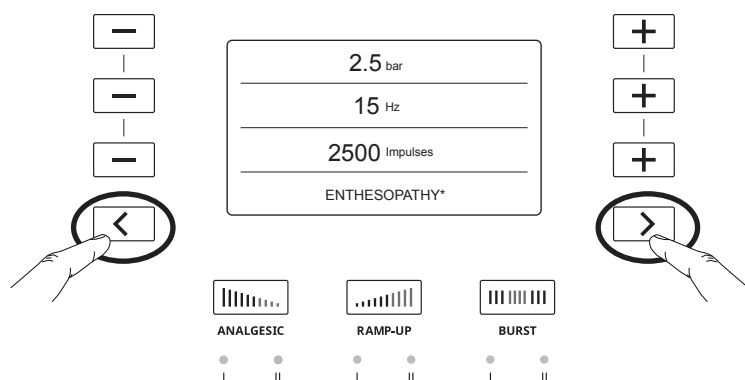 2.5 bar
15 Hz
2500 Impulses
ENTHESOPATHY*
ANALGESIC RAMP-UP BURST
I II I II I II